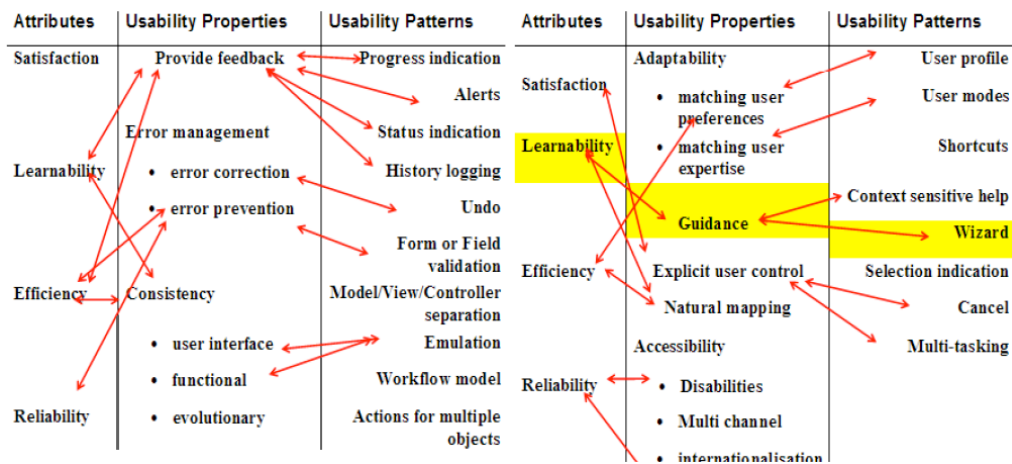 Attributes Usability Properties Usability Patterns
Satisfaction Provide feedback Progress indication
Alerts
Error management Status indication
Learnability • error correction History logging
• error prevention Undo
Form or Field
validation
Efficiency Consistency Model/View/Controller
separation
• user interface Emulation
• functional Workflow model
Reliability • evolutionary Actions for multiple
objects
Attributes Usability Properties Usability Patterns
Adaptability User profile
Satisfaction • matching user User modes
preferences
Learnability • matching user Shortcuts
expertise
Context sensitive help
Guidance Wizard
Efficiency Explicit user control Selection indication
Natural mapping Cancel
Accessibility Multi-tasking
Reliability • Disabilities
• Multi channel
• internationalisation